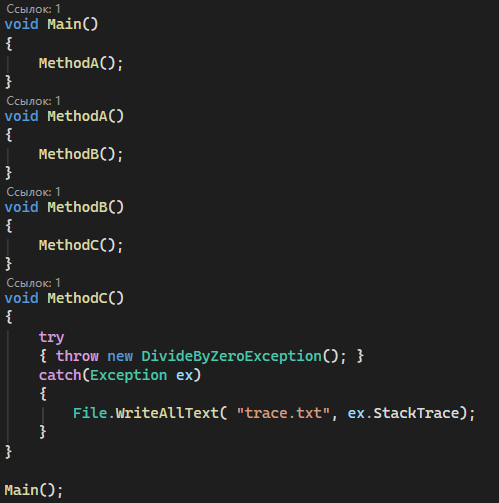 Ссылок: 1
void Main()
{
    MethodA();
}
Ссылок: 1
void MethodA()
{
    MethodB();
}
Ссылок: 1
void MethodB()
{
    MethodC();
}
Ссылок: 1
void MethodC()
{
    try
    { throw new DivideByZeroException(); }
    catch(Exception ex)
    {
        File.WriteAllText( "trace.txt", ex.StackTrace);
    }
}

Main();